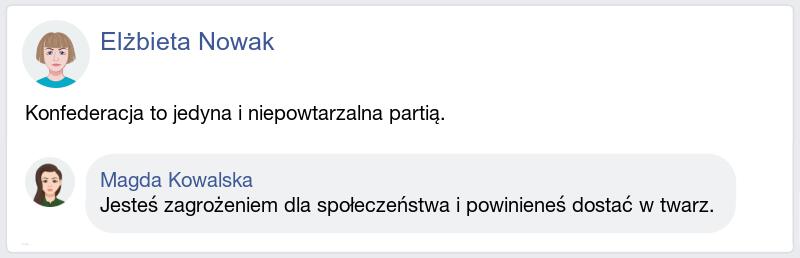 Elżbieta Nowak
Konfederacja to jedyna i niepowtarzalna partią.
Magda Kowalska
Jesteś zagrożeniem dla społeczeństwa i powinieneś dostać w twarz.